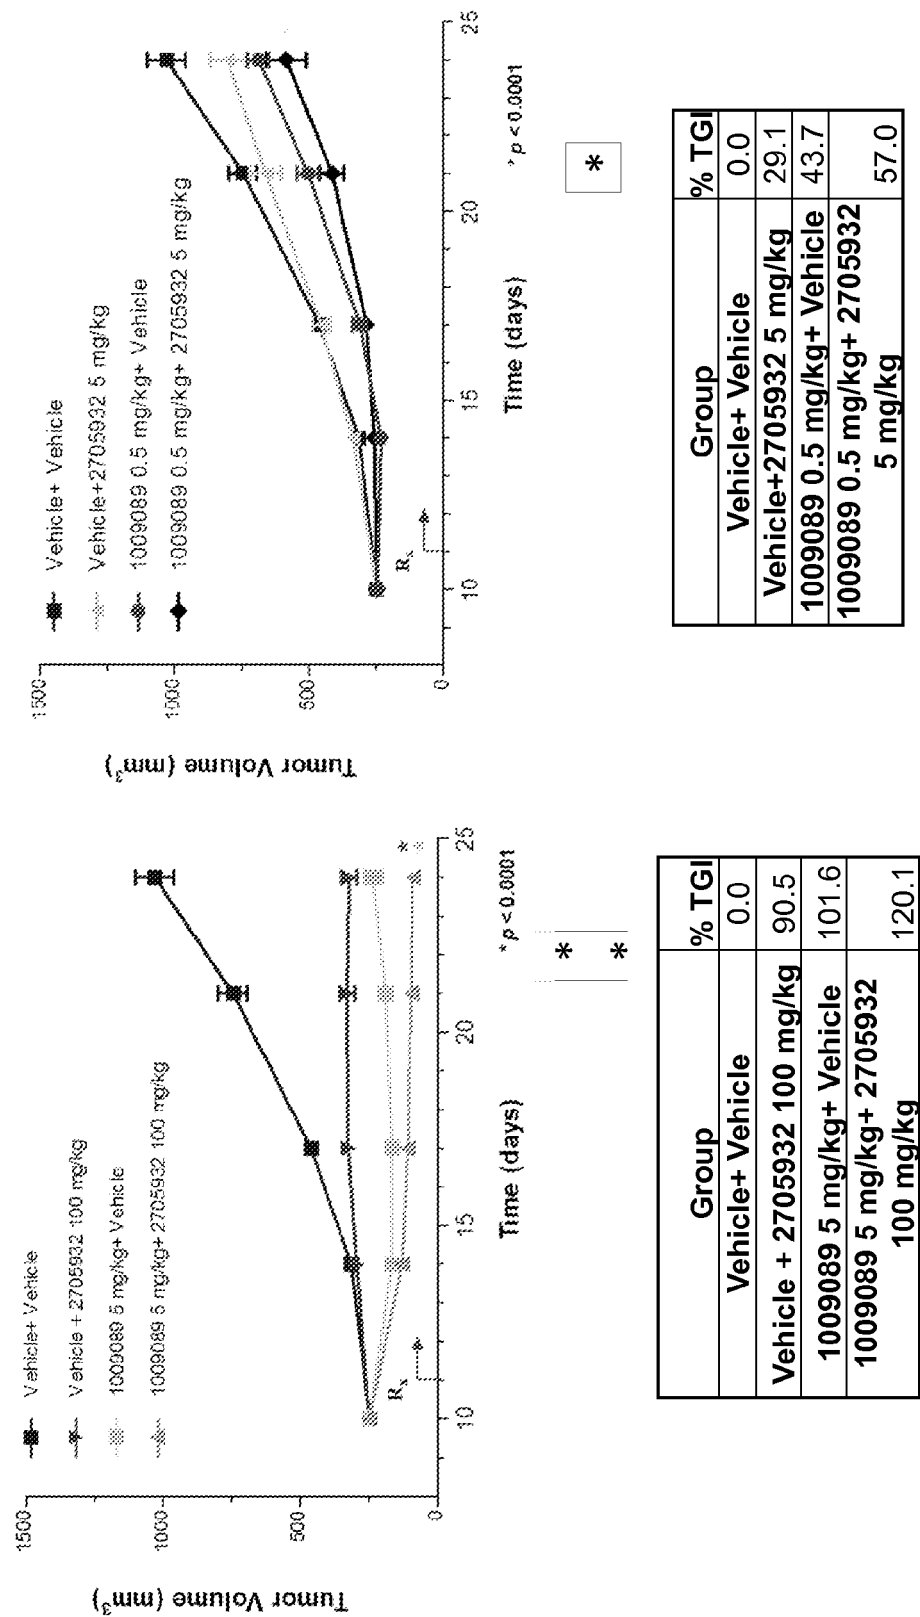 Tumor Volume (mm³)
1500
1000
500
0
Vehicle+ Vehicle
Vehicle + 2705932 100 mg/kg
1009089 5 mg/kg+ Vehicle
1009089 5 mg/kg+ 2705932 100 mg/kg
Rx
*
*
10
15
20
25
Time (days)
* p < 0.0001
*
*
Group % TGI
Vehicle+ Vehicle 0.0
Vehicle + 2705932 100 mg/kg 90.5
1009089 5 mg/kg+ Vehicle 101.6
1009089 5 mg/kg+ 2705932
100 mg/kg 120.1
Tumor Volume (mm³)
1500
1000
500
0
Vehicle+ Vehicle
Vehicle+2705932 5 mg/kg
1009089 0.5 mg/kg+ Vehicle
1009089 0.5 mg/kg+ 2705932 5 mg/kg
Rx
10
15
20
25
Time (days)
* p < 0.0001
*
Group % TGI
Vehicle+ Vehicle 0.0
Vehicle+2705932 5 mg/kg 29.1
1009089 0.5 mg/kg+ Vehicle 43.7
1009089 0.5 mg/kg+ 2705932
5 mg/kg 57.0